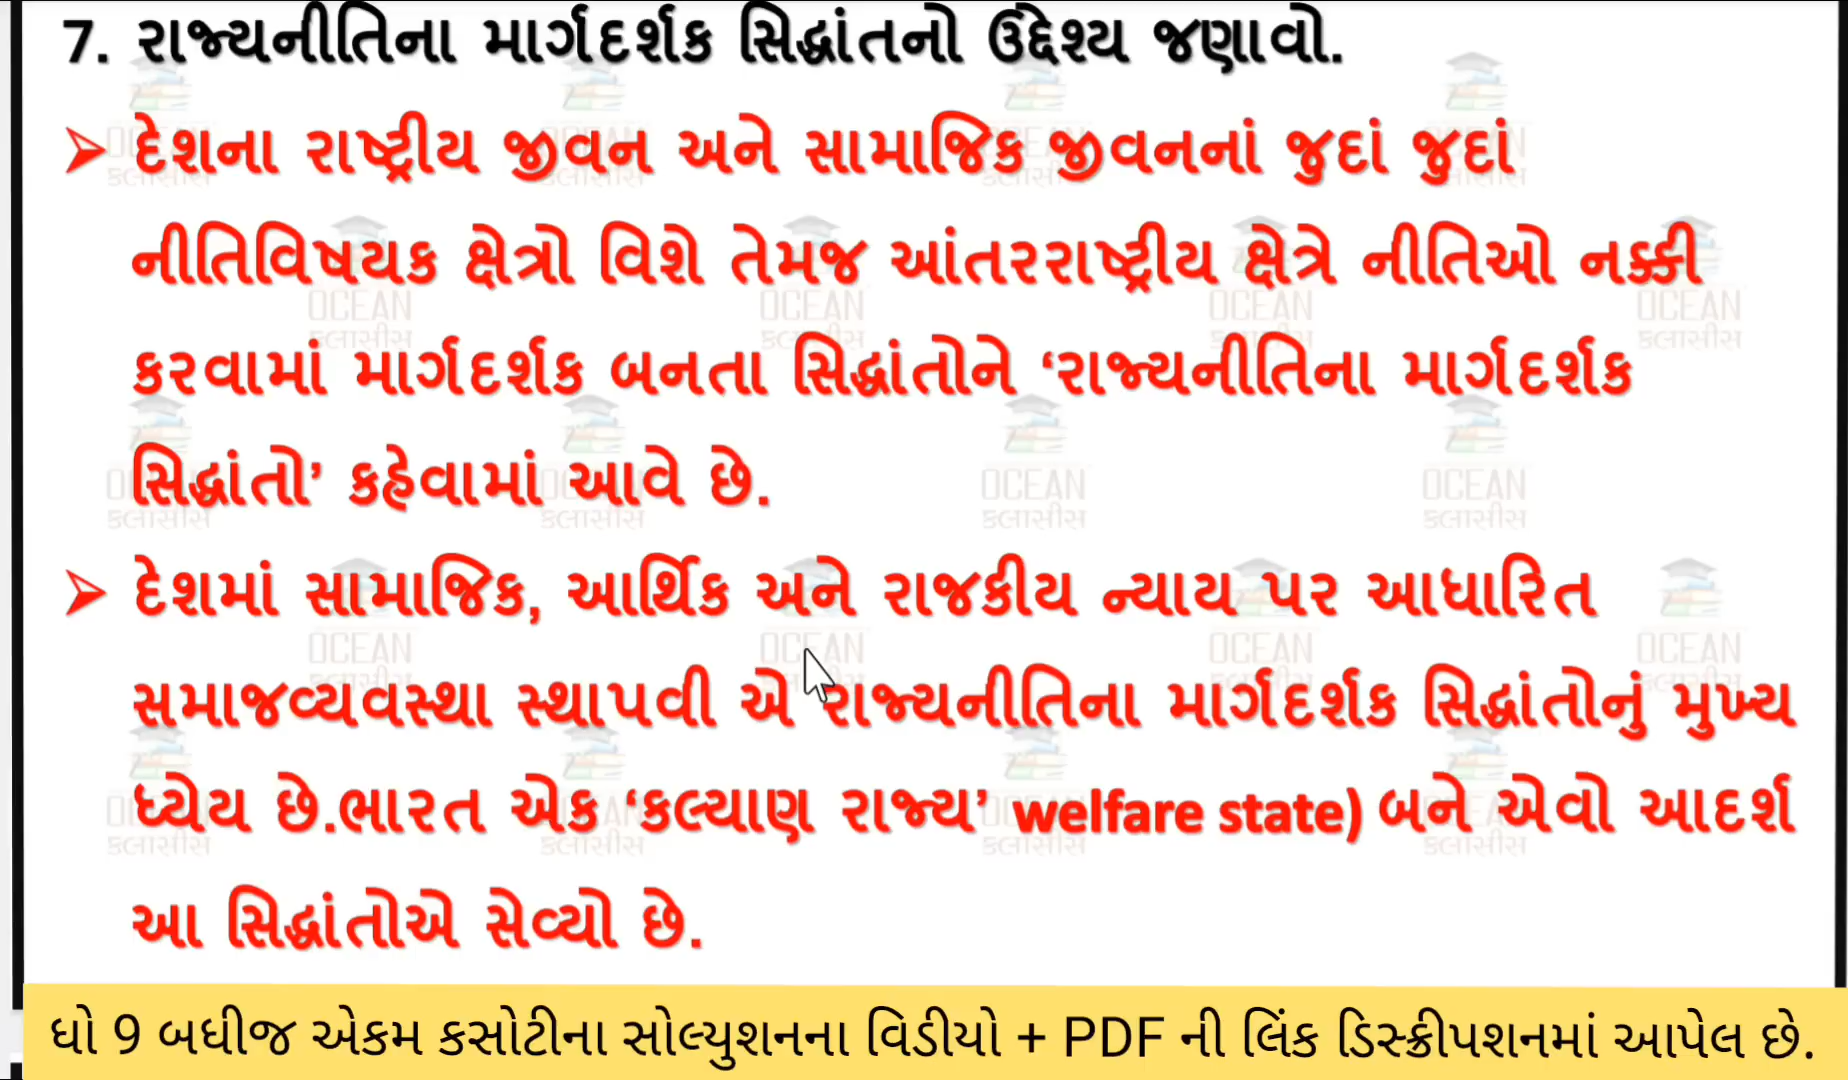 7. રાજ્યનીતિના માર્ગદર્શક સિદ્ધાંતનો ઉદ્દેશ્ય જણાવો.
➢ દેશના રાષ્ટ્રીય જીવન અને સામાજિક જીવનનાં જુદાં જુદાં
નીતિવિષયક ક્ષેત્રો વિશે તેમજ આંતરરાષ્ટ્રીય ક્ષેત્રે નીતિઓ નક્કી
કરવામાં માર્ગદર્શક બનતા સિદ્ધાંતોને ‘રાજ્યનીતિના માર્ગદર્શક
સિદ્ધાંતો’ કહેવામાં આવે છે.
➢ દેશમાં સામાજિક, આર્થિક અને રાજકીય ન્યાય પર આધારિત
સમાજવ્યવસ્થા સ્થાપવી એ રાજ્યનીતિના માર્ગદર્શક સિદ્ધાંતોનું મુખ્ય
ધ્યેય છે.ભારત એક ‘કલ્યાણ રાજ્ય’ welfare state) બને એવો આદર્શ
આ સિદ્ધાંતોએ સેવ્યો છે.
ધો 9 બધીજ એકમ કસોટીના સોલ્યુશનના વિડીયો + PDF ની લિંક ડિસ્ક્રીપશનમાં આપેલ છે.
OCEAN
ક્લાસીસ